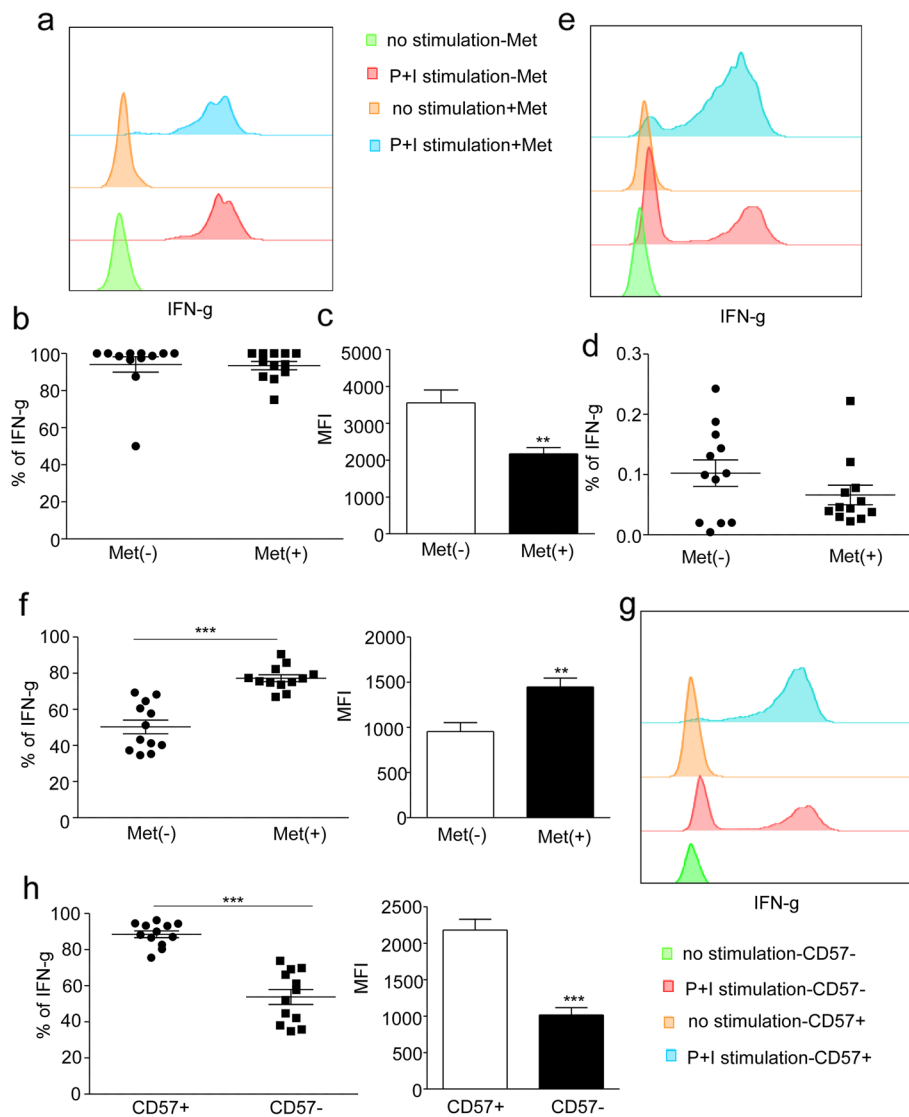 a
no stimulation-Met
P+I stimulation-Met
no stimulation+Met
P+I stimulation+Met
IFN-g
e
IFN-g
b
% of IFN-g
100
80
60
40
20
0
Met(-)
Met(+)
c
MFI
5000
4000
3000
2000
1000
0
**
Met(-)
Met(+)
d
% of IFN-g
0.3
0.2
0.1
0.0
Met(-)
Met(+)
f
% of IFN-g
100
80
60
40
20
0
***
Met(-)
Met(+)
MFI
2000
1500
1000
500
0
**
Met(-)
Met(+)
g
IFN-g
no stimulation-CD57-
P+I stimulation-CD57-
no stimulation-CD57+
P+I stimulation-CD57+
h
% of IFN-g
100
80
60
40
20
0
***
CD57+
CD57-
MFI
2500
2000
1500
1000
500
0
***
CD57+
CD57-